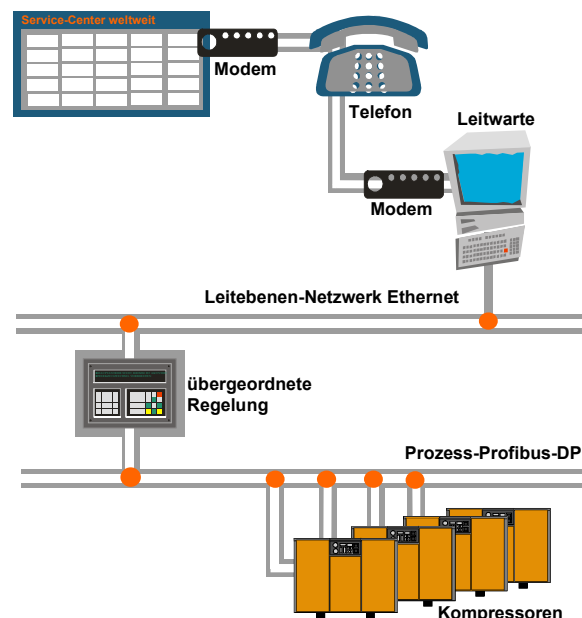 Service-Center weltweit
Modem
Telefon
Leitwarte
Modem
Leitebenen-Netzwerk Ethernet
übergeordnete
Regelung
Prozess-Profibus-DP
Kompressoren